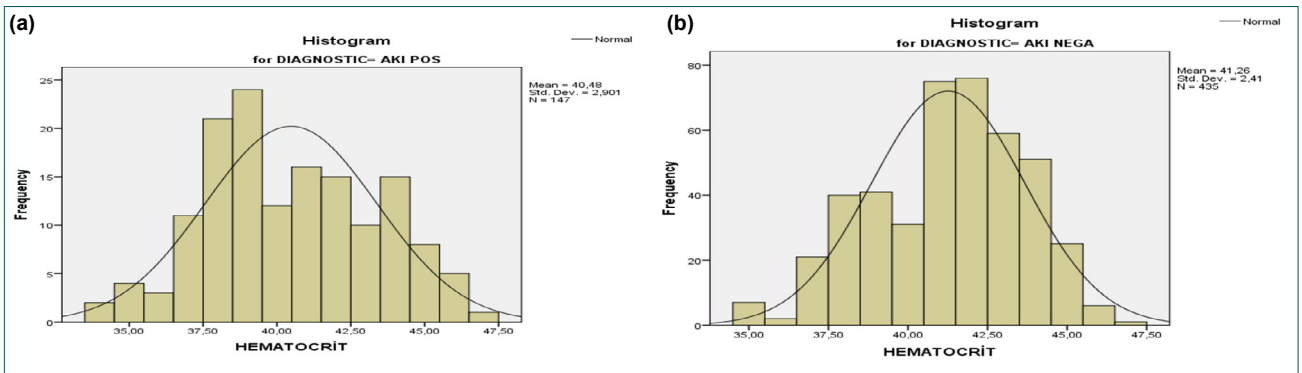 (a)
Histogram
for DIAGNOSTIC= AKI POS
Normal
Mean = 40,48
Std. Dev. = 2,901
N = 147
Frequency
25
20
15
10
5
0
35,00 37,50 40,00 42,50 45,00 47,50
HEMATOCRİT
(b)
Histogram
for DIAGNOSTIC= AKI NEGA
Normal
Mean = 41,26
Std. Dev. = 2,41
N = 435
Frequency
80
60
40
20
0
35,00 37,50 40,00 42,50 45,00 47,50
HEMATOCRİT